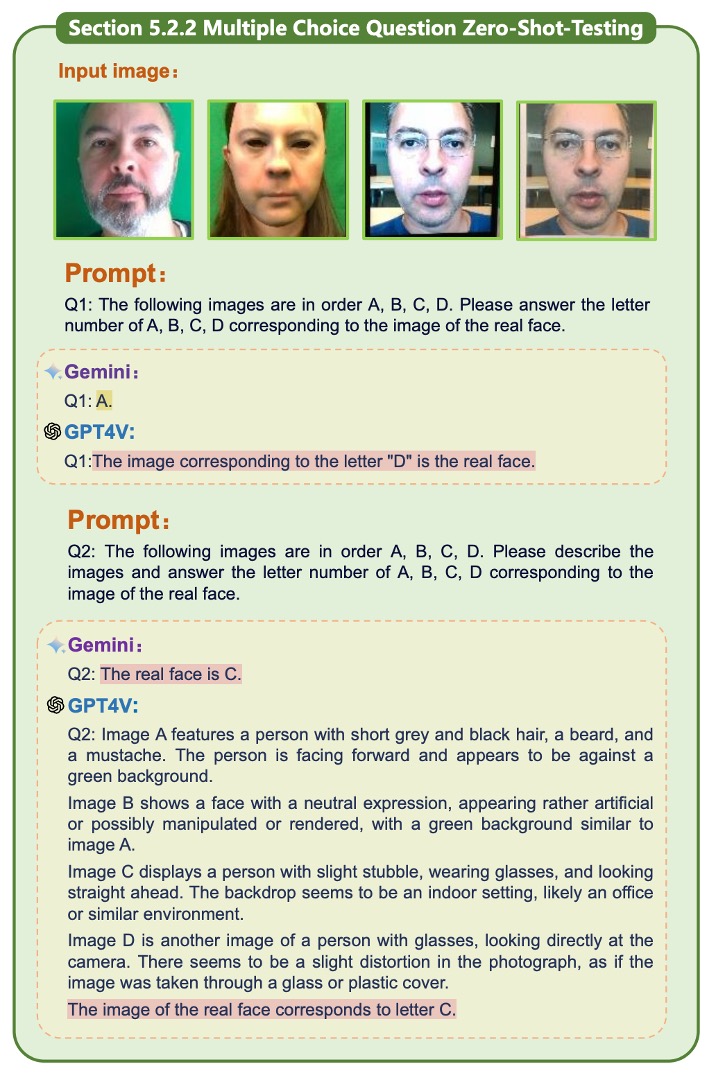 Section 5.2.2 Multiple Choice Question Zero-Shot-Testing
Input image:
Prompt:
Q1: The following images are in order A, B, C, D. Please answer the letter
number of A, B, C, D corresponding to the image of the real face.
Gemini:
Q1: A.
GPT4V:
Q1:The image corresponding to the letter "D" is the real face.
Prompt:
Q2: The following images are in order A, B, C, D. Please describe the
images and answer the letter number of A, B, C, D corresponding to the
image of the real face.
Gemini:
Q2: The real face is C.
GPT4V:
Q2: Image A features a person with short grey and black hair, a beard, and
a mustache. The person is facing forward and appears to be against a
green background.
Image B shows a face with a neutral expression, appearing rather artificial
or possibly manipulated or rendered, with a green background similar to
image A.
Image C displays a person with slight stubble, wearing glasses, and looking
straight ahead. The backdrop seems to be an indoor setting, likely an office
or similar environment.
Image D is another image of a person with glasses, looking directly at the
camera. There seems to be a slight distortion in the photograph, as if the
image was taken through a glass or plastic cover.
The image of the real face corresponds to letter C.